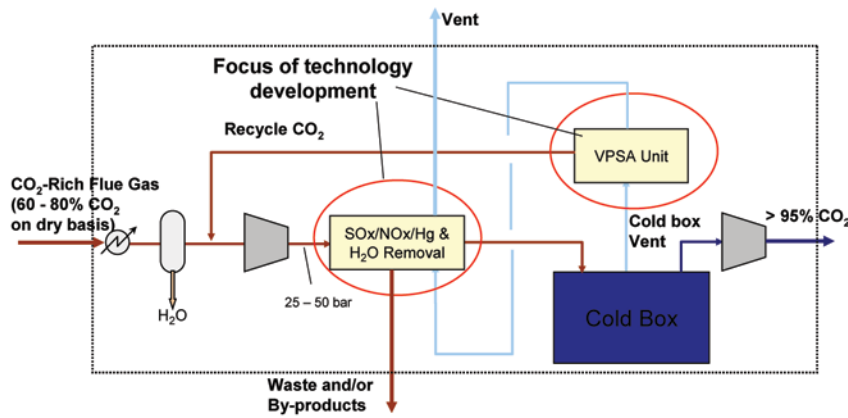 Vent
Focus of technology
development
Recycle CO₂
VPSA Unit
CO₂-Rich Flue Gas
(60 - 80% CO₂
on dry basis)
SOx/NOx/Hg &
H₂O Removal
Cold box
Vent
> 95% CO₂
25 – 50 bar
H₂O
Cold Box
Waste and/or
By-products